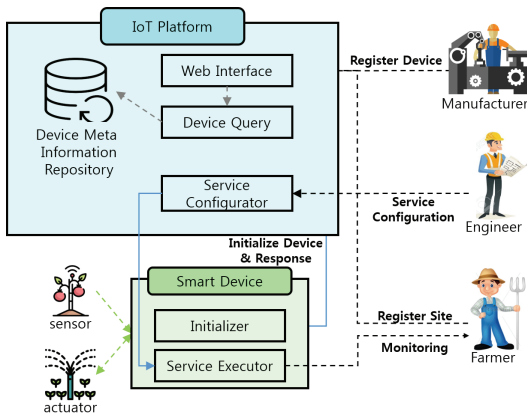 IoT Platform
Web Interface
Device Query
Device Meta
Information
Repository
Service
Configurator
Register Device
Manufacturer
Service
Configuration
Engineer
Initialize Device
& Response
Smart Device
Initializer
Service Executor
sensor
actuator
Register Site
Monitoring
Farmer